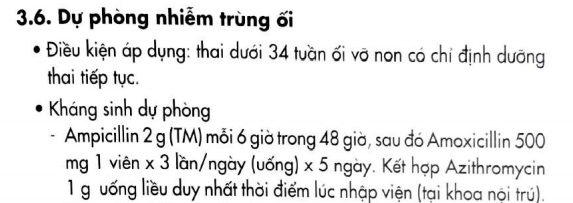 3.6. Dự phòng nhiễm trùng ối
• Điều kiện áp dụng: thai dưới 34 tuần ối vỡ non có chỉ định dưỡng
thai tiếp tục.
• Kháng sinh dự phòng
- Ampicillin 2 g (TM) mỗi 6 giờ trong 48 giờ, sau đó Amoxicillin 500
mg 1 viên x 3 lần/ngày (uống) x 5 ngày. Kết hợp Azithromycin
1 g uống liều duy nhất thời điểm lúc nhập viện (tại khoa nội trú).